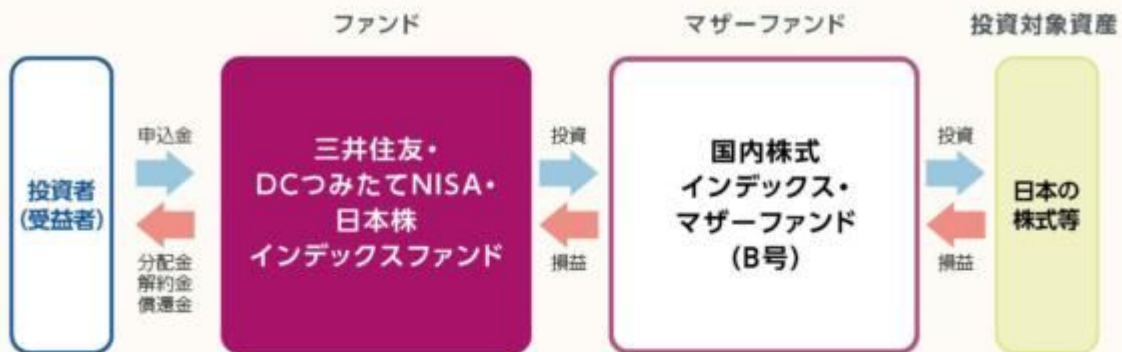 ファンド
マザーファンド
投資対象資産
投資者
(受益者)
申込金
分配金
解約金
償還金
三井住友・
DCつみたてNISA・
日本株
インデックスファンド
投資
損益
国内株式
インデックス・
マザーファンド
(B号)
投資
損益
日本の
株式等